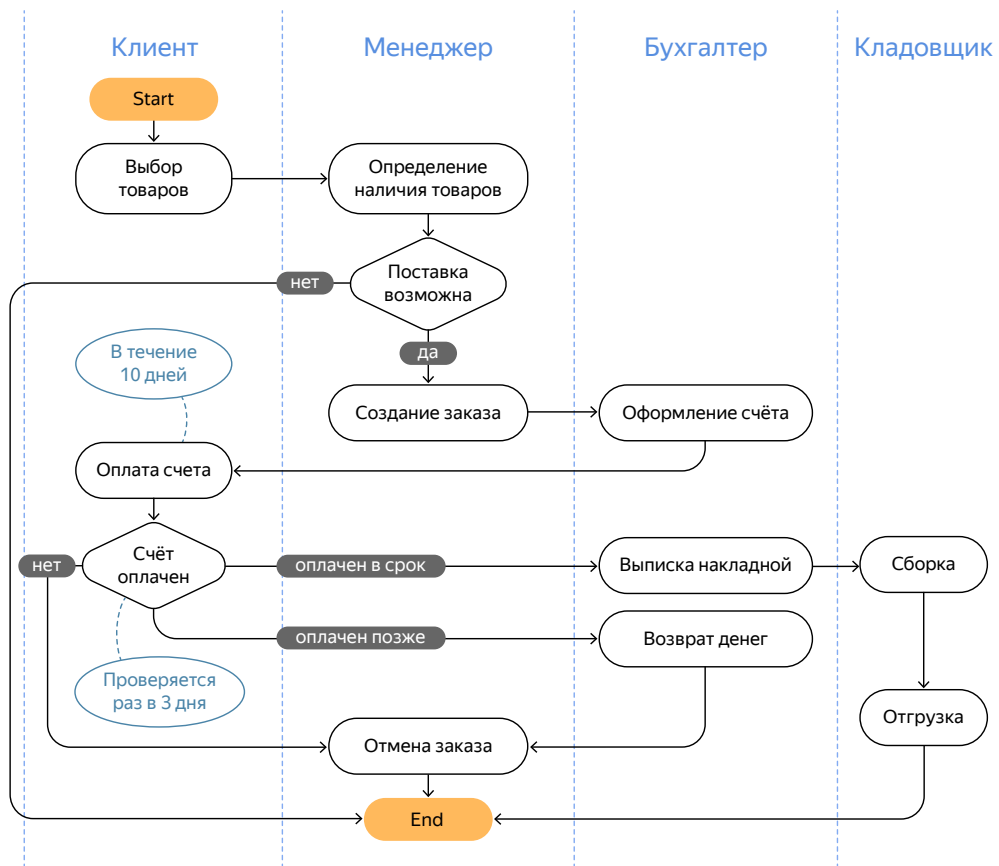 Клиент
Менеджер
Бухгалтер
Кладовщик
Start
Выбор
товаров
Определение
наличия товаров
Поставка
возможна
нет
да
В течение
10 дней
Создание заказа
Оформление счёта
Оплата счета
Счёт
оплачен
нет
оплачен в срок
Выписка накладной
Сборка
оплачен позже
Возврат денег
Проверяется
раз в 3 дня
Отгрузка
Отмена заказа
End